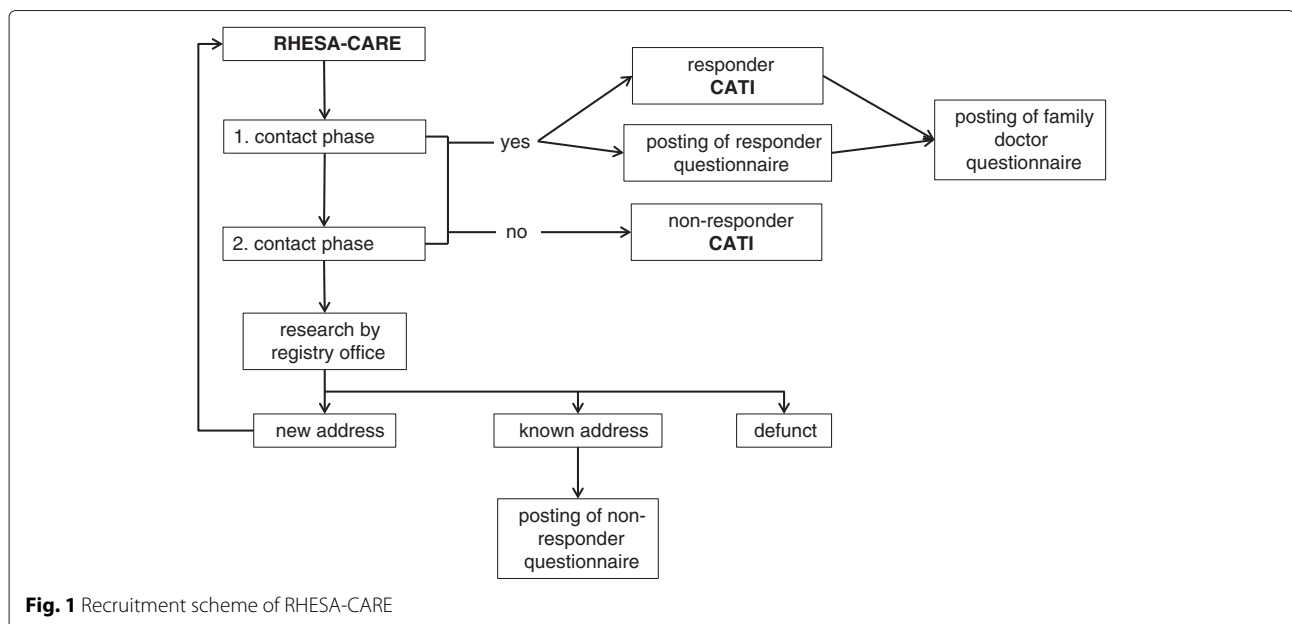 RHESA-CARE
1. contact phase
yes
responder
CATI
posting of responder
questionnaire
posting of family
doctor
questionnaire
2. contact phase
no
non-responder
CATI
research by
registry office
new address
known address
defunct
posting of non-
responder
questionnaire
Fig. 1 Recruitment scheme of RHESA-CARE